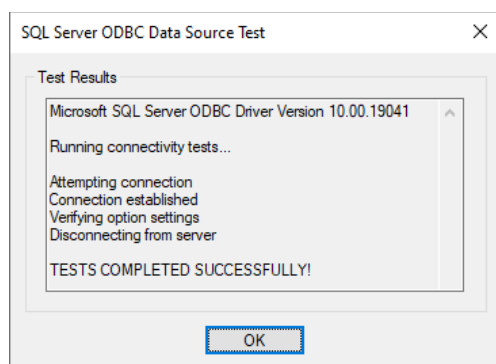 SQL Server ODBC Data Source Test
Test Results
Microsoft SQL Server ODBC Driver Version 10.00.19041
Running connectivity tests...
Attempting connection
Connection established
Verifying option settings
Disconnecting from server
TESTS COMPLETED SUCCESSFULLY!
OK